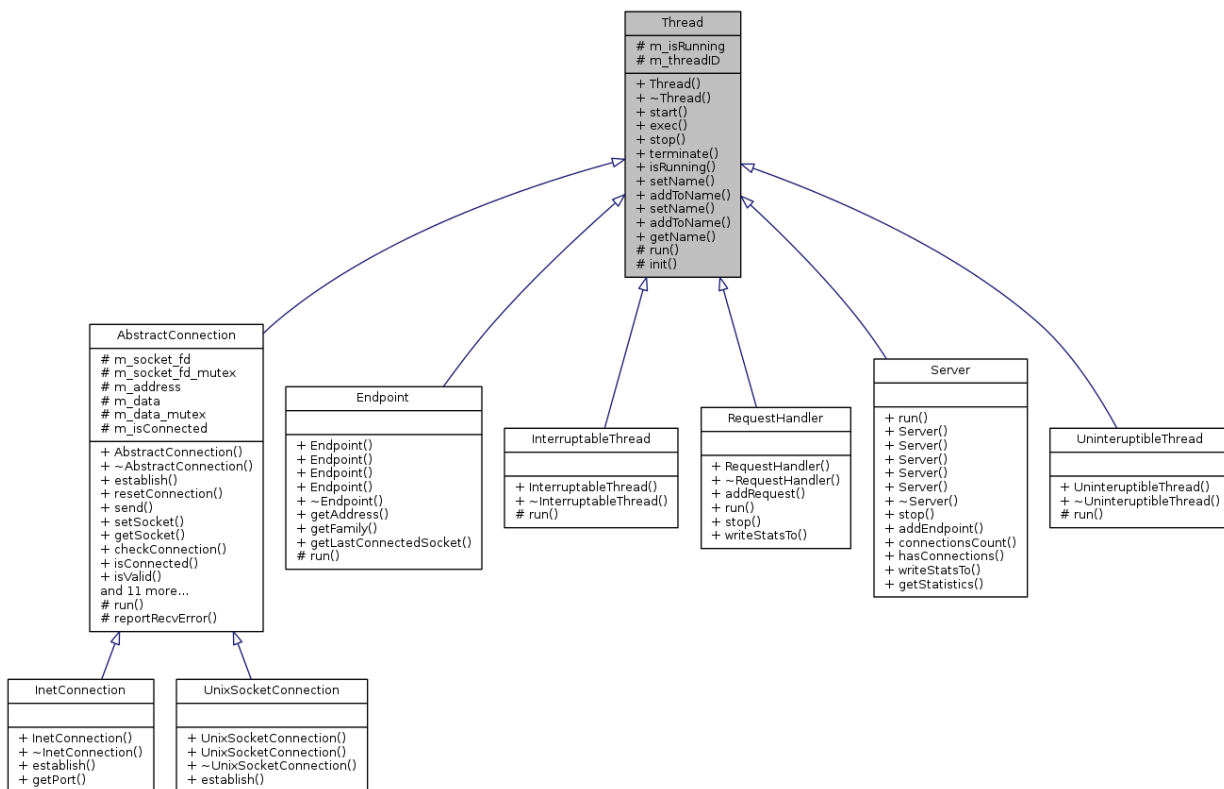 Thread
# m_isRunning
# m_threadID
+ Thread()
+ ~Thread()
+ start()
+ exec()
+ stop()
+ terminate()
+ isRunning()
+ setName()
+ addToName()
+ setName()
+ addToName()
+ getName()
# run()
# init()
AbstractConnection
# m_socket_fd
# m_socket_fd_mutex
# m_address
# m_data
# m_data_mutex
# m_isConnected
+ AbstractConnection()
+ ~AbstractConnection()
+ establish()
+ resetConnection()
+ send()
+ setSocket()
+ getSocket()
+ checkConnection()
+ isConnected()
+ isValid()
and 11 more...
# run()
# reportRecvError()
Endpoint
+ Endpoint()
+ Endpoint()
+ Endpoint()
+ Endpoint()
+ ~Endpoint()
+ getAddress()
+ getFamily()
+ getLastConnectedSocket()
# run()
InterruptableThread
+ InterruptableThread()
+ ~InterruptableThread()
# run()
RequestHandler
+ RequestHandler()
+ ~RequestHandler()
+ addRequest()
+ run()
+ stop()
+ writeStatsTo()
Server
+ run()
+ Server()
+ Server()
+ Server()
+ Server()
+ Server()
+ ~Server()
+ stop()
+ addEndpoint()
+ connectionsCount()
+ hasConnections()
+ writeStatsTo()
+ getStatistics()
UninteruptibleThread
+ UninteruptibleThread()
+ ~UninteruptibleThread()
# run()
InetConnection
+ InetConnection()
+ ~InetConnection()
+ establish()
+ getPort()
UnixSocketConnection
+ UnixSocketConnection()
+ UnixSocketConnection()
+ ~UnixSocketConnection()
+ establish()